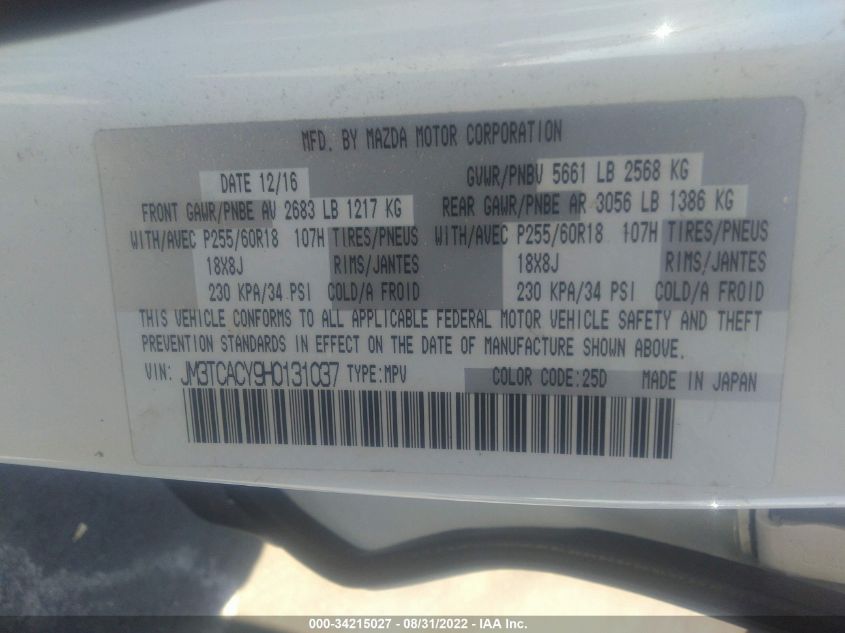 MFD. BY MAZDA MOTOR CORPORATION
DATE 12/16 GVWR/PNBV 5661 LB 2568 KG
FRONT GAWR/PNBE AV 2683 LB 1217 KG REAR GAWR/PNBE AR 3056 LB 1386 KG
WITH/AVEC P255/60R18 107H TIRES/PNEUS WITH/AVEC P255/60R18 107H TIRES/PNEUS
18X8J RIMS/JANTES 18X8J RIMS/JANTES
230 KPA/34 PSI COLD/A FROID 230 KPA/34 PSI COLD/A FROID
THIS VEHICLE CONFORMS TO ALL APPLICABLE FEDERAL MOTOR VEHICLE SAFETY AND THEFT
PREVENTION STANDARDS IN EFFECT ON THE DATE OF MANUFACTURE SHOWN ABOVE.
VIN: JM3TCACY9H0131037 TYPE:MPV COLOR CODE:25D MADE IN JAPAN
000-34215027 - 08/31/2022 - IAA Inc.